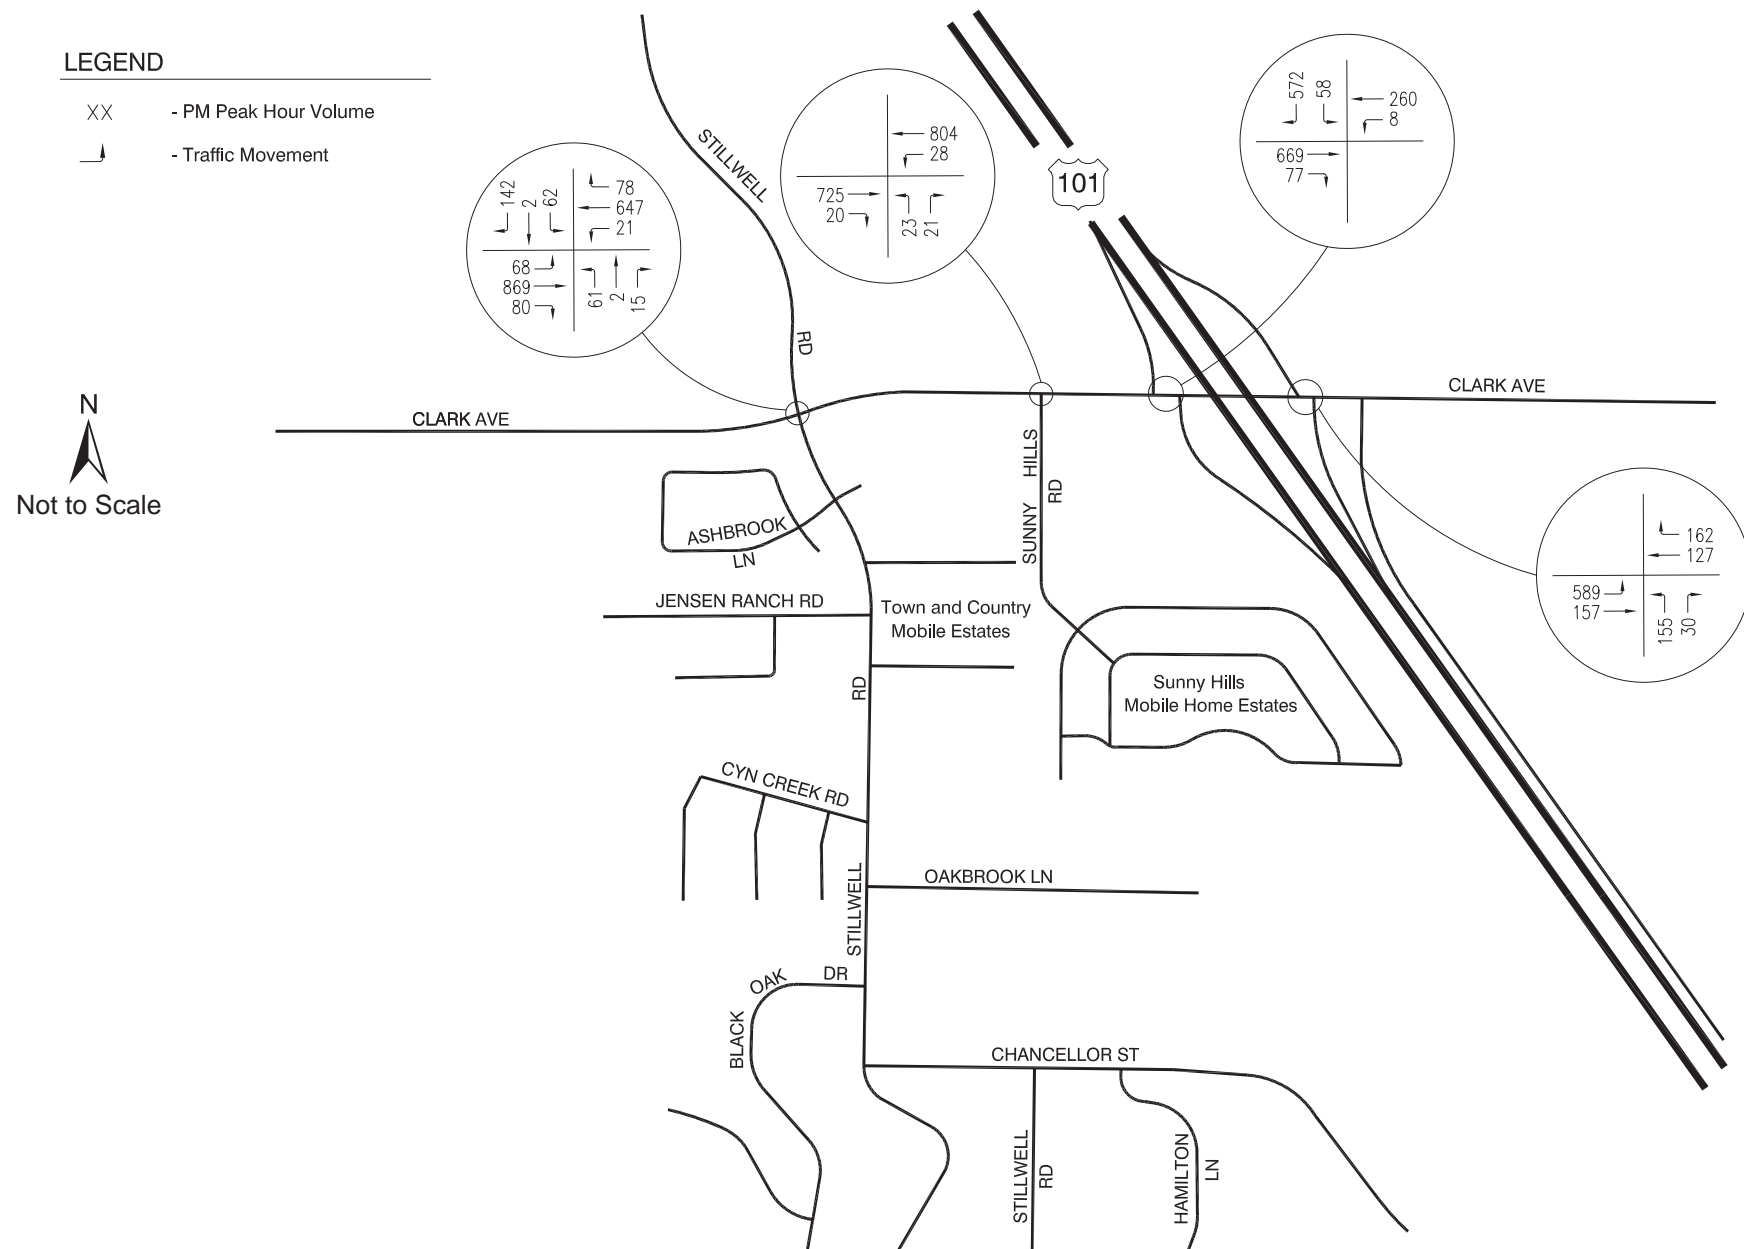 LEGEND
XX - PM Peak Hour Volume
- Traffic Movement
N
Not to Scale
STILLWELL
RD
101
142
2
62
78
647
21
68
869
80
61
2
15
804
28
725
20
23
21
572
58
260
8
669
77
CLARK AVE
CLARK AVE
162
127
589
157
155
30
SUNNY HILLS
RD
ASHBROOK
LN
JENSEN RANCH RD
Town and Country
Mobile Estates
RD
Sunny Hills
Mobile Home Estates
CYN CREEK RD
STILLWELL
OAKBROOK LN
BLACK OAK DR
CHANCELLOR ST
STILLWELL
RD
HAMILTON
LN